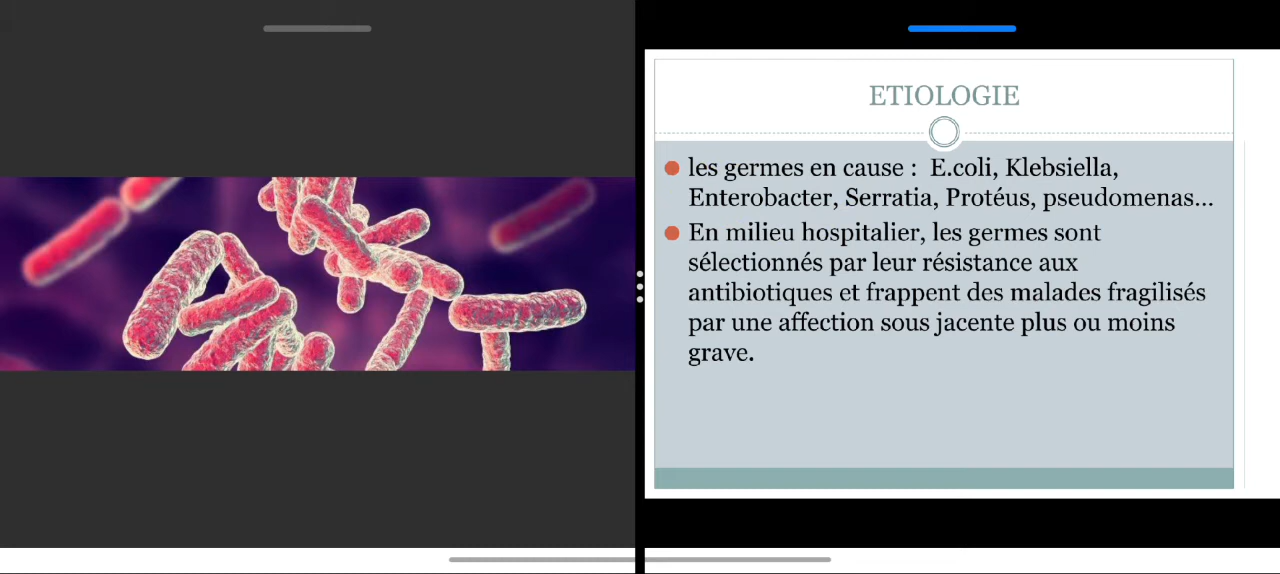 ETIOLOGIE
les germes en cause : E.coli, Klebsiella,
Enterobacter, Serratia, Protéus, pseudomenas...
En milieu hospitalier, les germes sont
sélectionnés par leur résistance aux
antibiotiques et frappent des malades fragilisés
par une affection sous jacente plus ou moins
grave.